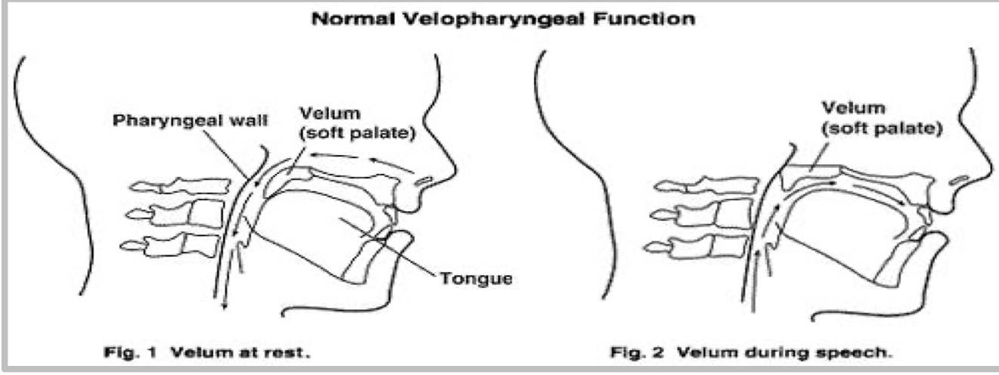 Normal Velopharyngeal Function
Pharyngeal wall
Velum
(soft palate)
Tongue
Fig. 1 Velum at rest.
Velum
(soft palate)
Fig. 2 Velum during speech.